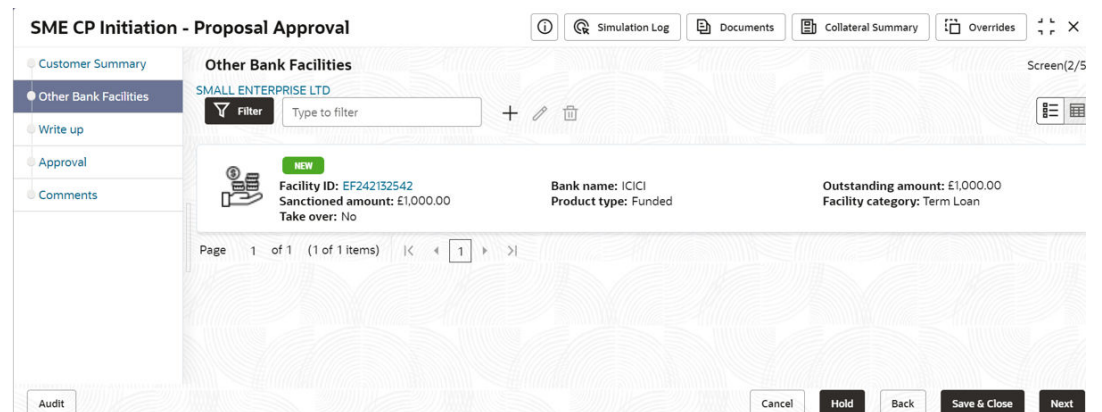 SME CP Initiation - Proposal Approval
Simulation Log
Documents
Collateral Summary
Overrides
Customer Summary
Other Bank Facilities
Write up
Approval
Comments
Other Bank Facilities
Screen(2/5
SMALL ENTERPRISE LTD
Filter
Type to filter
NEW
Facility ID: EF242132542
Bank name: ICICI
Outstanding amount: £1,000.00
Sanctioned amount: £1,000.00
Product type: Funded
Facility category: Term Loan
Take over: No
Page 1 of 1 (1 of 1 items) 1
Audit
Cancel
Hold
Back
Save & Close
Next